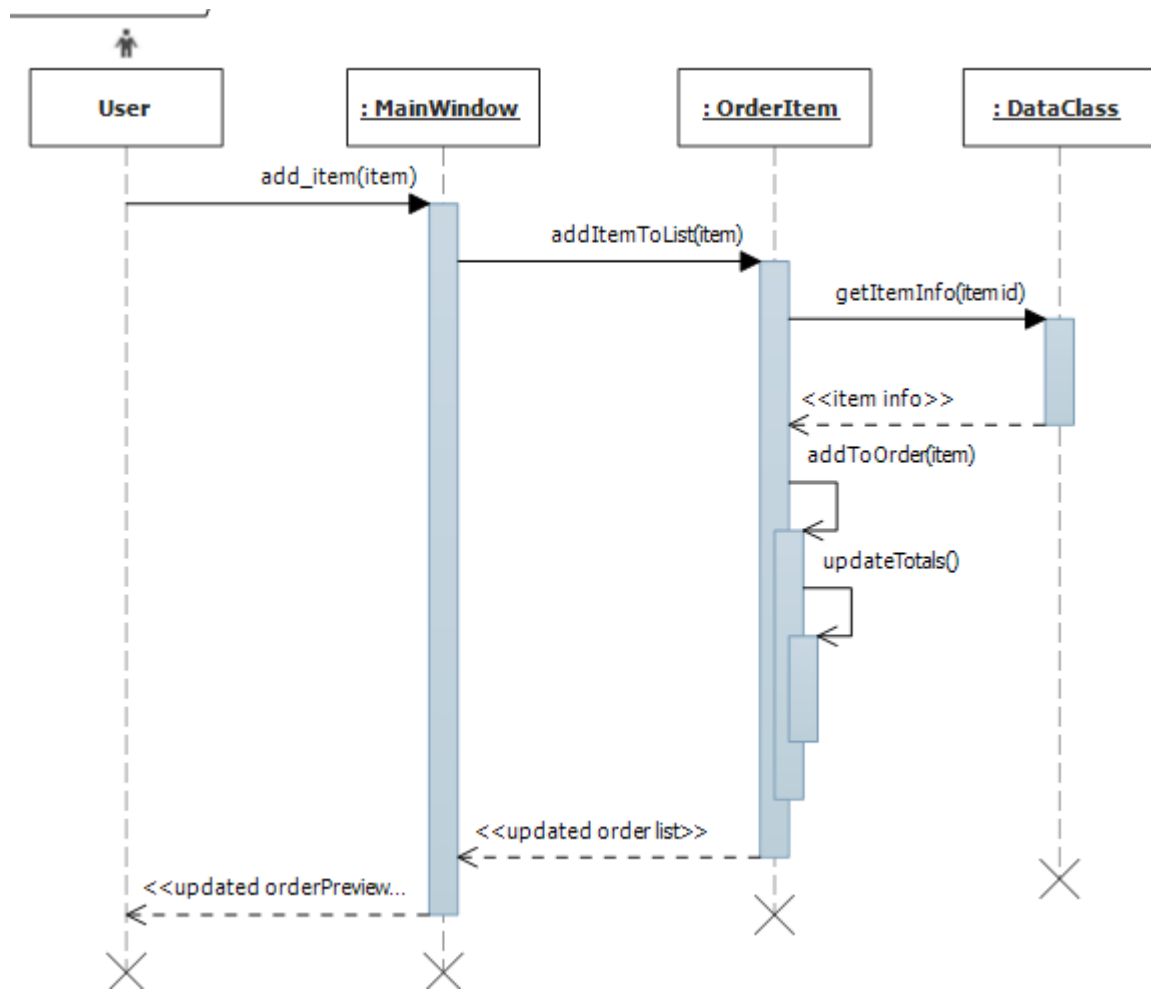 User
: MainWindow
: OrderItem
: DataClass
add_item(item)
addItemToList(item)
getItemInfo(itemid)
<<item info>>
addToOrder(item)
updateTotals()
<<updated order list>>
<<updated orderPreview...